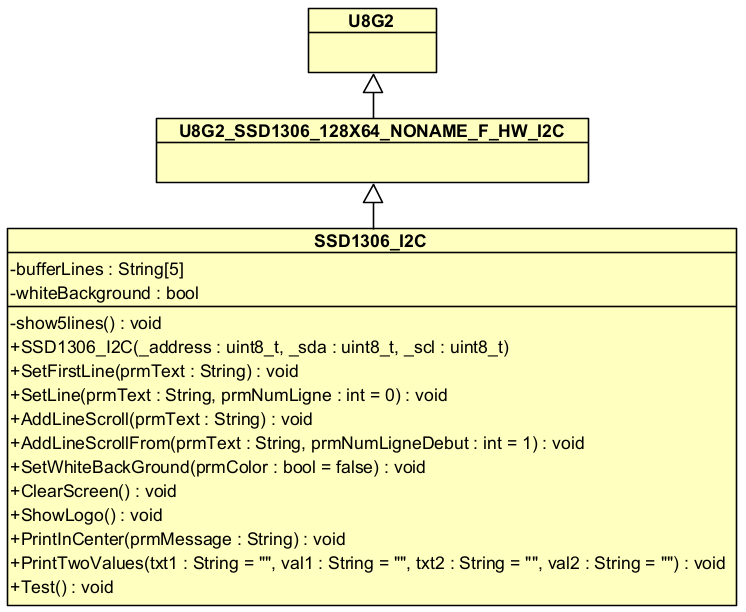 U8G2
U8G2_SSD1306_128X64_NONAME_F_HW_I2C
SSD1306_I2C
-bufferLines : String[5]
-whiteBackground : bool
-show5lines() : void
+SSD1306_I2C(_address : uint8_t, _sda : uint8_t, _scl : uint8_t)
+SetFirstLine(prmText : String) : void
+SetLine(prmText : String, prmNumLigne : int = 0) : void
+AddLineScroll(prmText : String) : void
+AddLineScrollFrom(prmText : String, prmNumLigneDebut : int = 1) : void
+SetWhiteBackGround(prmColor : bool = false) : void
+ClearScreen() : void
+ShowLogo() : void
+PrintInCenter(prmMessage : String) : void
+PrintTwoValues(txt1 : String = "", val1 : String = "", txt2 : String = "", val2 : String = "") : void
+Test() : void